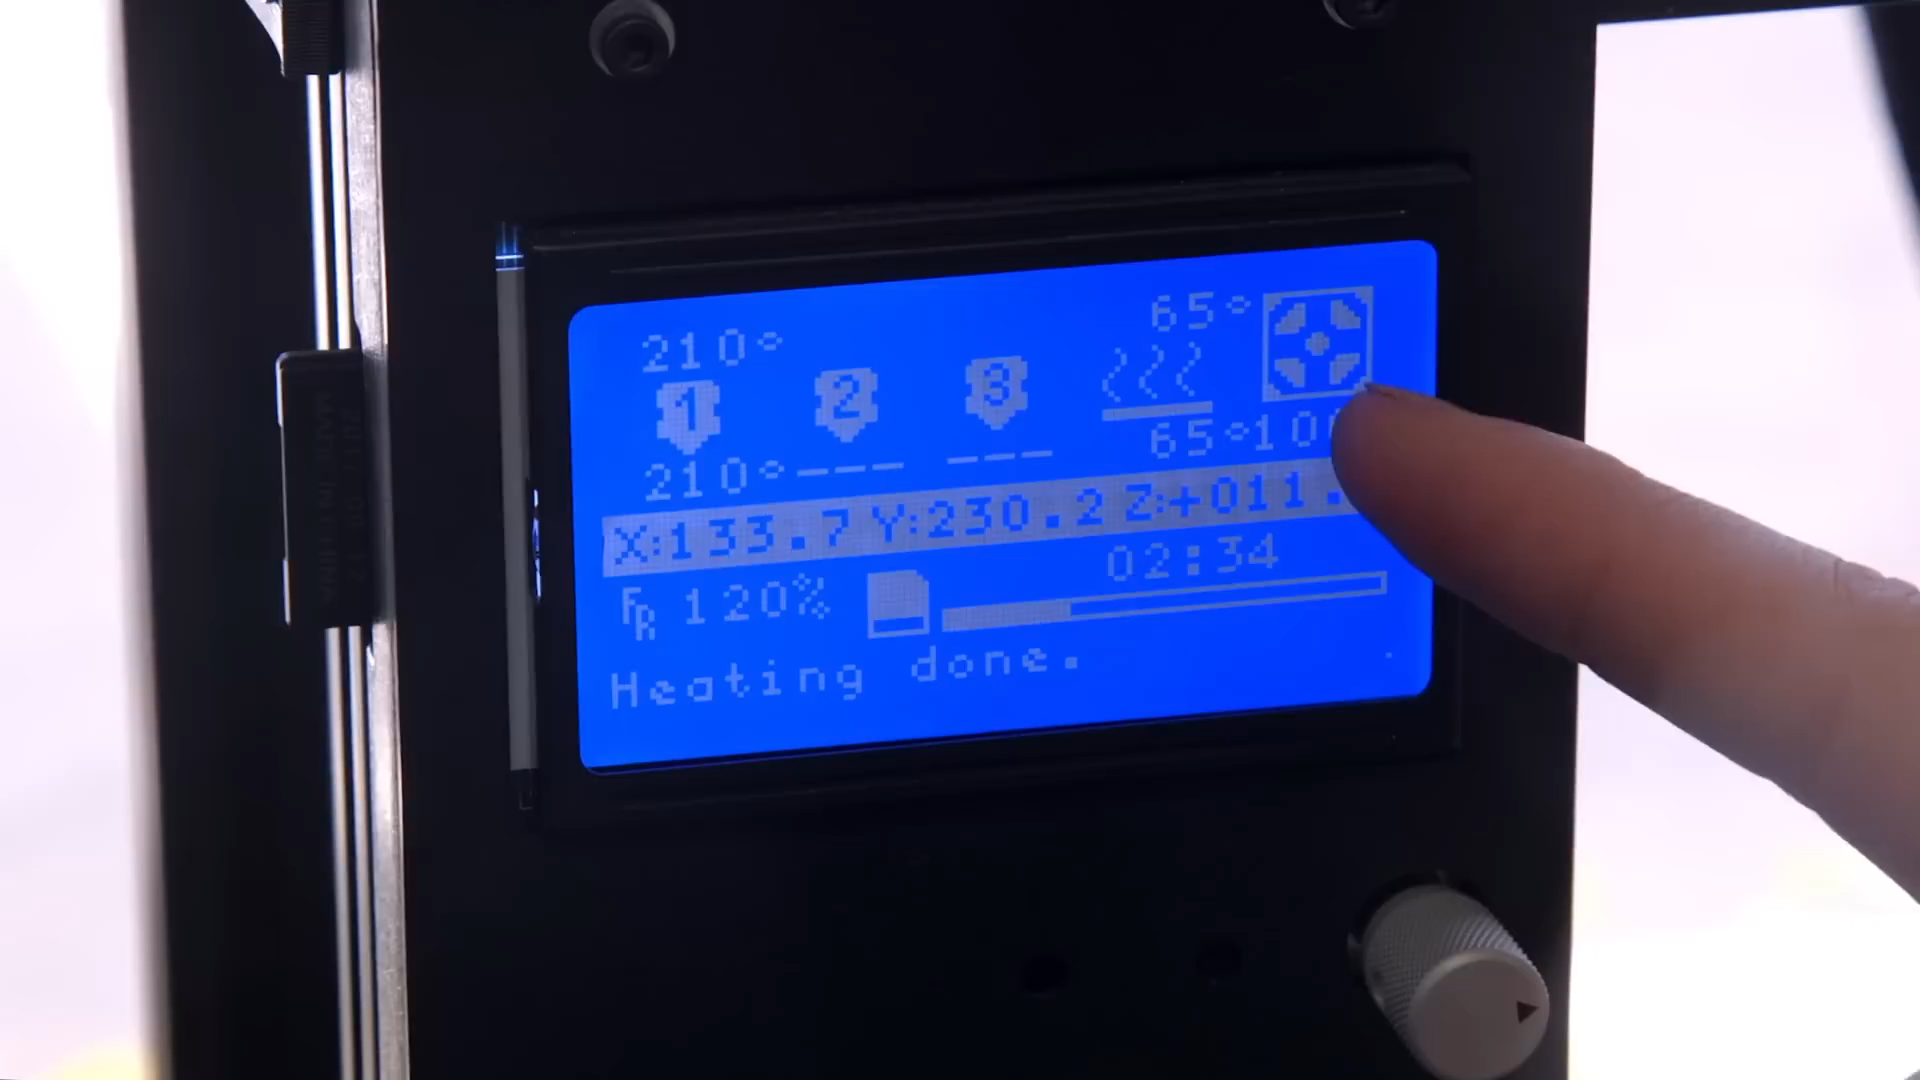 210° 65°
1 2 3
210° --- --- 65° 10
X:133.7 Y:230.2 Z:+011.
02:34
FR 120%
Heating done.